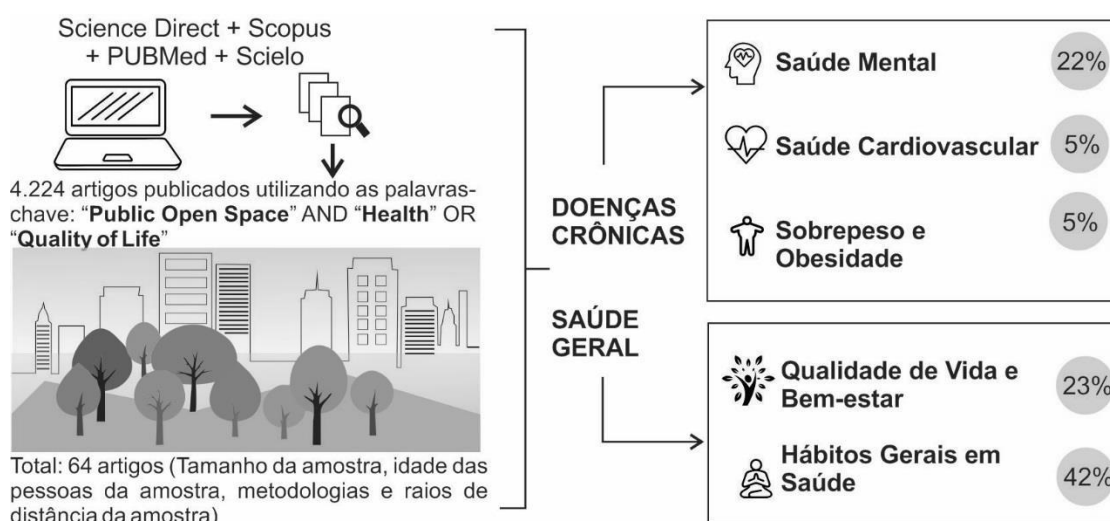 Science Direct + Scopus
+ PUBMed + Scielo
4.224 artigos publicados utilizando as palavras-
chave: “Public Open Space” AND “Health” OR
“Quality of Life”
Total: 64 artigos (Tamanho da amostra, idade das
pessoas da amostra, metodologias e raios de
distância da amostra)
DOENÇAS
CRÔNICAS
SAÚDE
GERAL
Saúde Mental
22%
Saúde Cardiovascular
5%
Sobrepeso e
Obesidade
5%
Qualidade de Vida e
Bem-estar
23%
Hábitos Gerais em
Saúde
42%